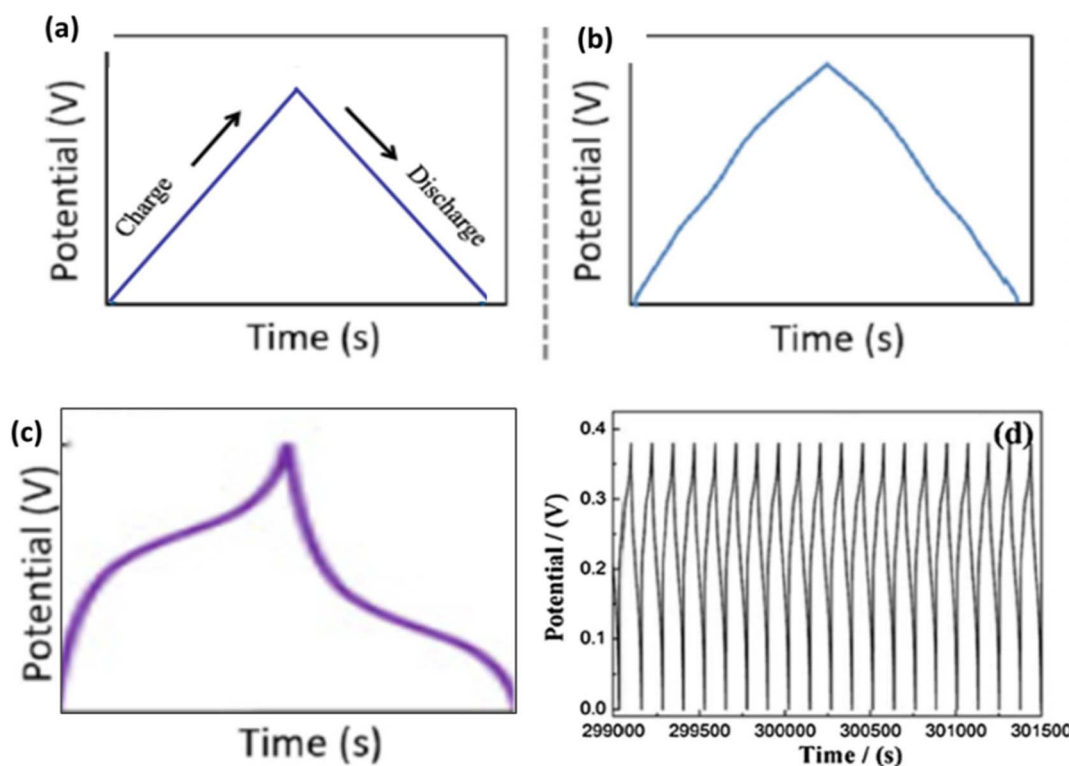 (a)
Potential (V)
Charge
Discharge
Time (s)
(b)
Potential (V)
Time (s)
(c)
Potential (V)
Time (s)
(d)
Potential / (V)
0.4
0.3
0.2
0.1
0.0
299000 299500 300000 300500 301000 301500
Time / (s)